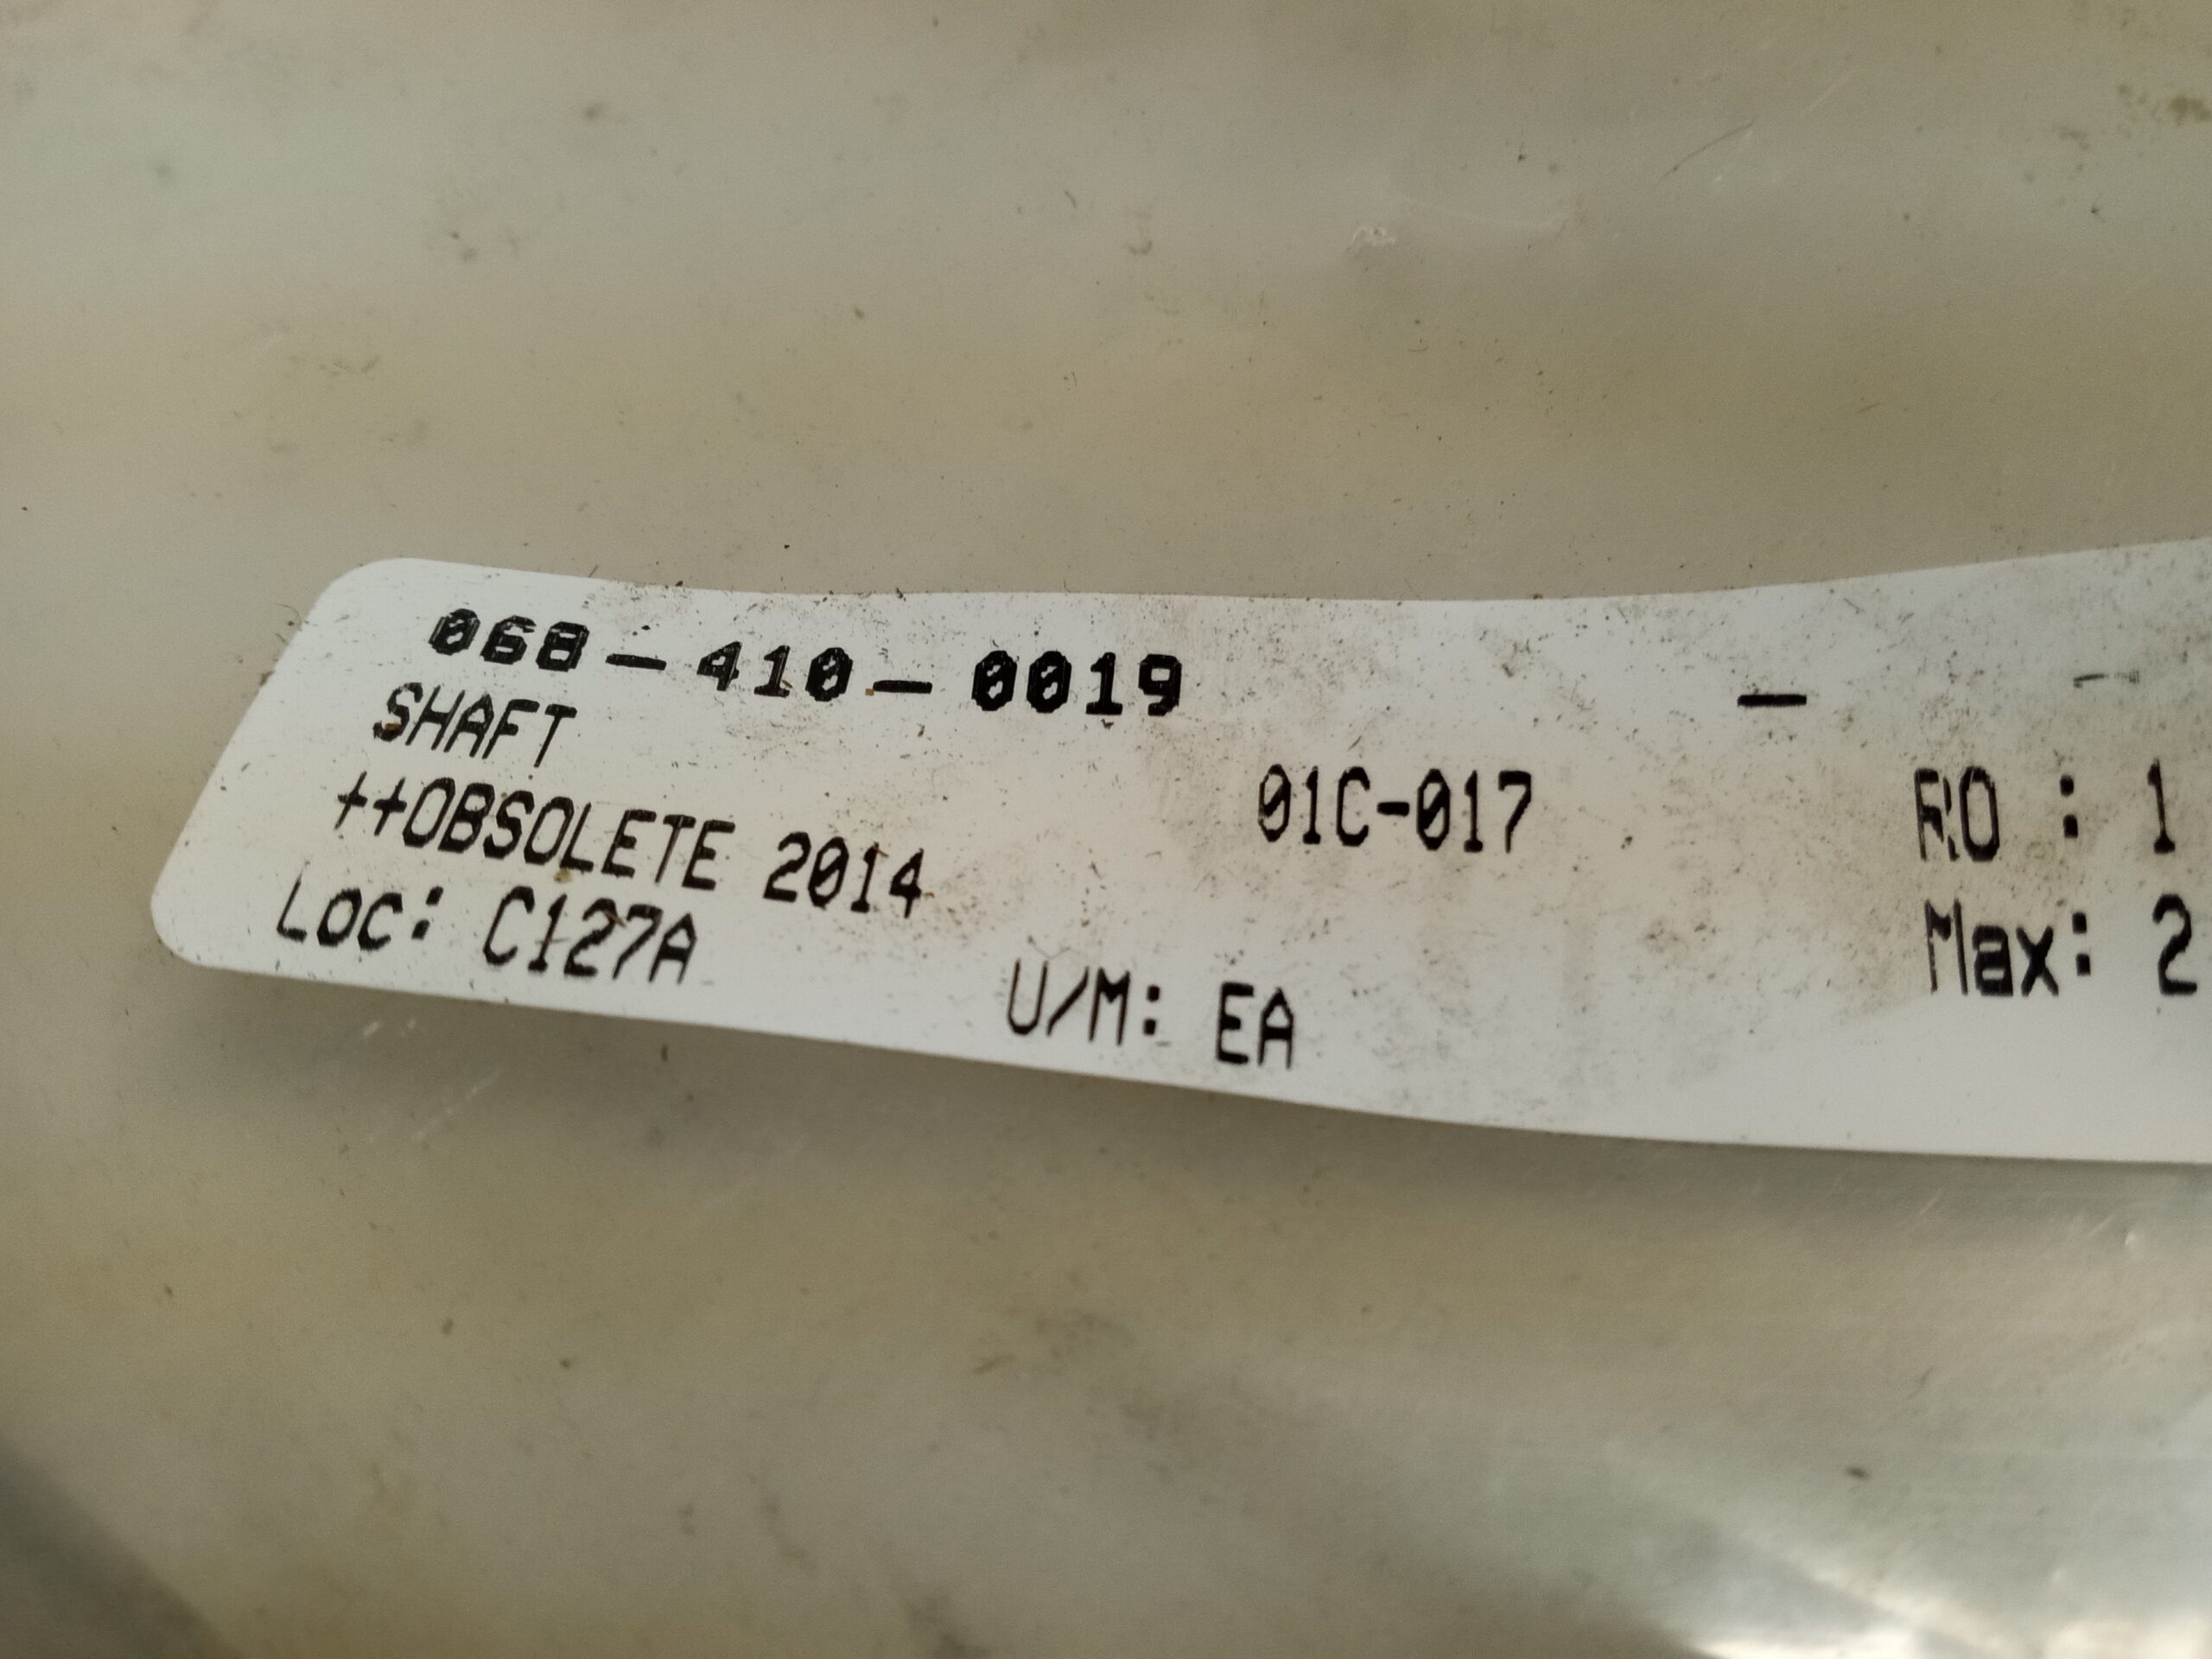 068-410-0019 -
SHAFT
++OBSOLETE 2014 01C-017 RO : 1
Loc: C127A U/M: EA Max: 2